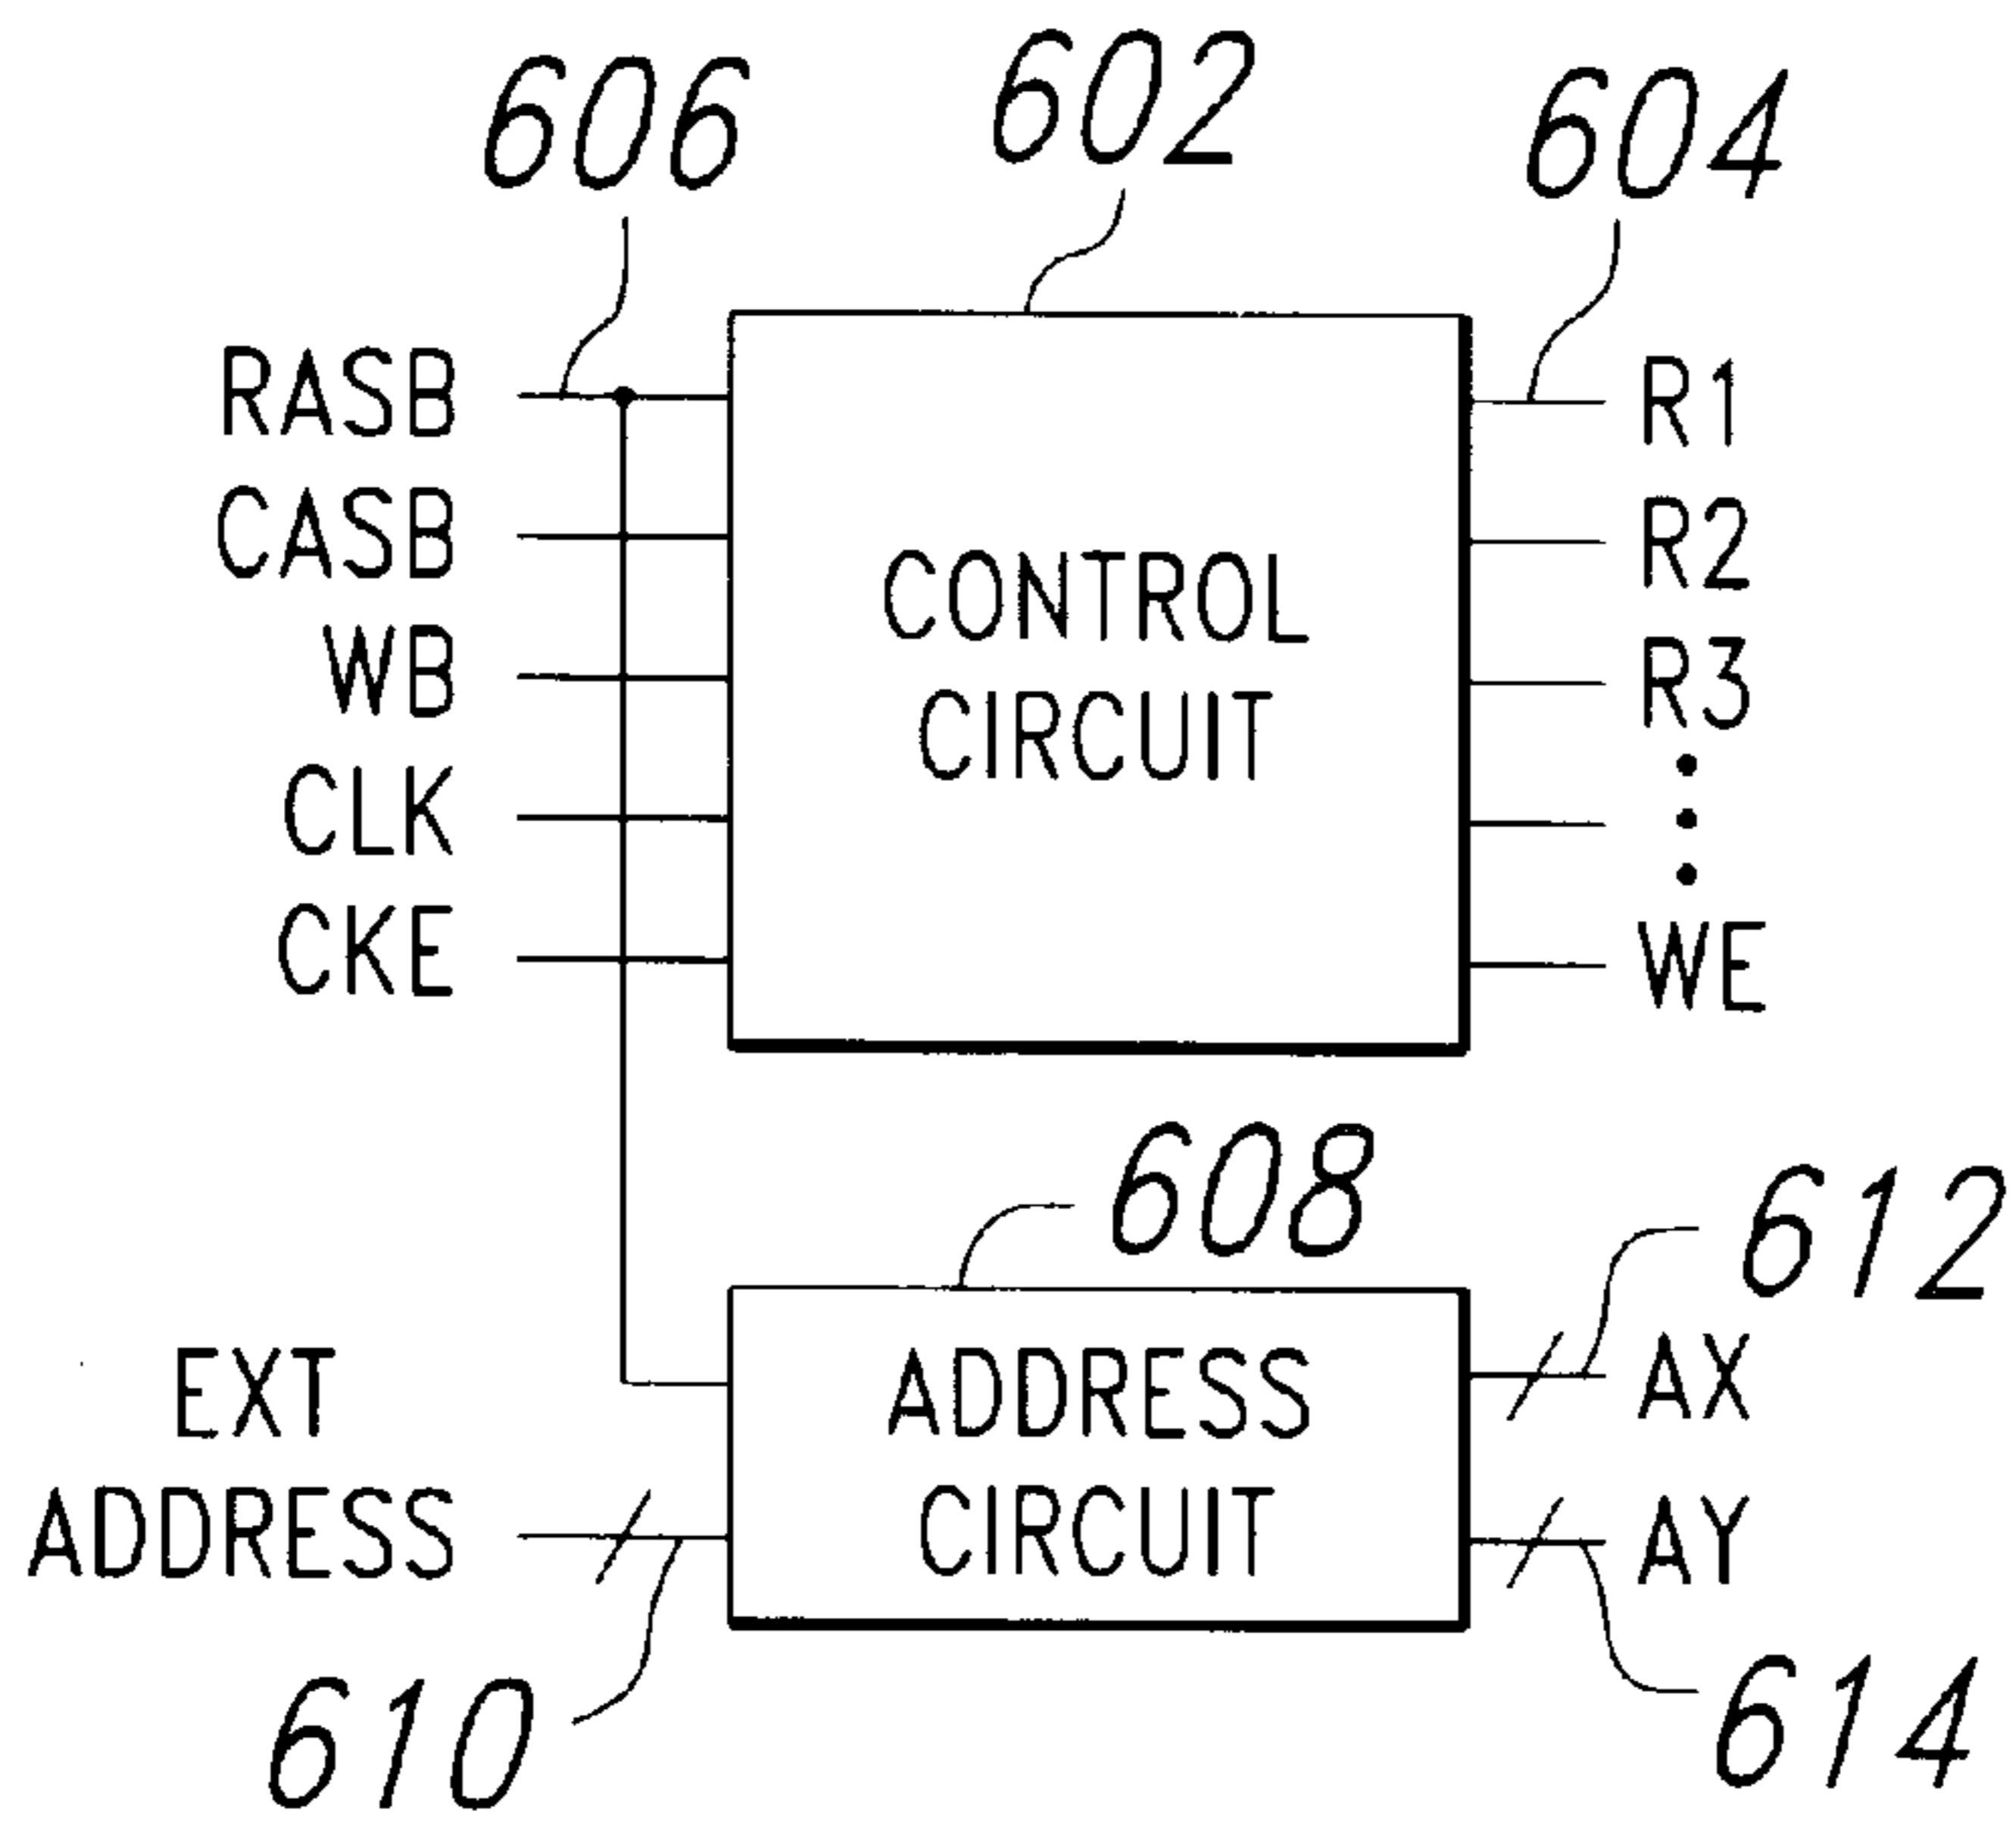 606
602
604
RASB
CASB
WB
CLK
CKE
CONTROL
CIRCUIT
R1
R2
R3
WE
608
612
EXT
ADDRESS
ADDRESS
CIRCUIT
AX
AY
610
614